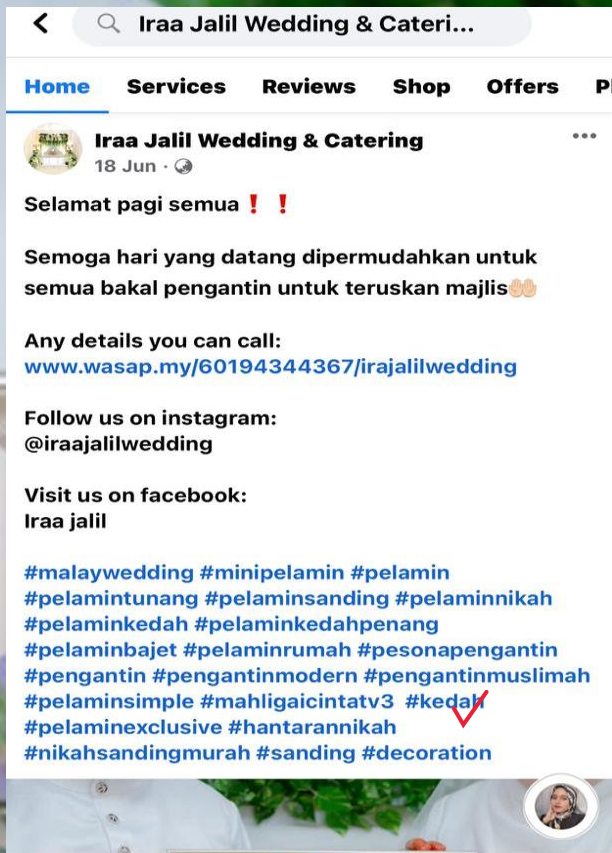 Iraa Jalil Wedding & Cateri...
Home Services Reviews Shop Offers
Iraa Jalil Wedding & Catering
18 Jun ·
Selamat pagi semua❗❗
Semoga hari yang datang dipermudahkan untuk
semua bakal pengantin untuk teruskan majlis🤲🏻
Any details you can call:
www.wasap.my/60194344367/irajalilwedding
Follow us on instagram:
@iraajalilwedding
Visit us on facebook:
Iraa jalil
#malaywedding #minipelamin #pelamin
#pelamintunang #pelaminsanding #pelaminnikah
#pelaminkedah #pelaminkedahpenang
#pelaminbajet #pelaminrumah #pesonapengantin
#pengantin #pengantinmodern #pengantinmuslimah
#pelaminsimple #mahligaicintatv3 #kedah
#pelaminexclusive #hantarannikah
#nikahsandingmurah #sanding #decoration